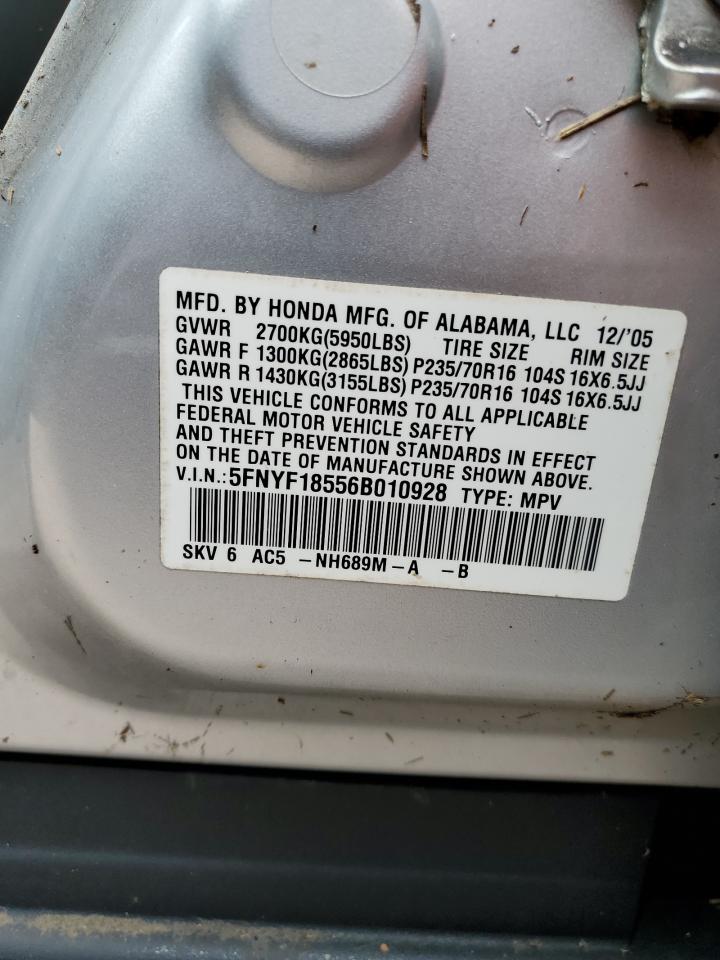 MFD. BY HONDA MFG. OF ALABAMA, LLC 12/'05
GVWR 2700KG(5950LBS) TIRE SIZE RIM SIZE
GAWR F 1300KG(2865LBS) P235/70R16 104S 16X6.5JJ
GAWR R 1430KG(3155LBS) P235/70R16 104S 16X6.5JJ
THIS VEHICLE CONFORMS TO ALL APPLICABLE
FEDERAL MOTOR VEHICLE SAFETY
AND THEFT PREVENTION STANDARDS IN EFFECT
ON THE DATE OF MANUFACTURE SHOWN ABOVE.
V.I.N.: 5FNYF18556B010928 TYPE: MPV
SKV 6 AC5 -NH689M-A -B